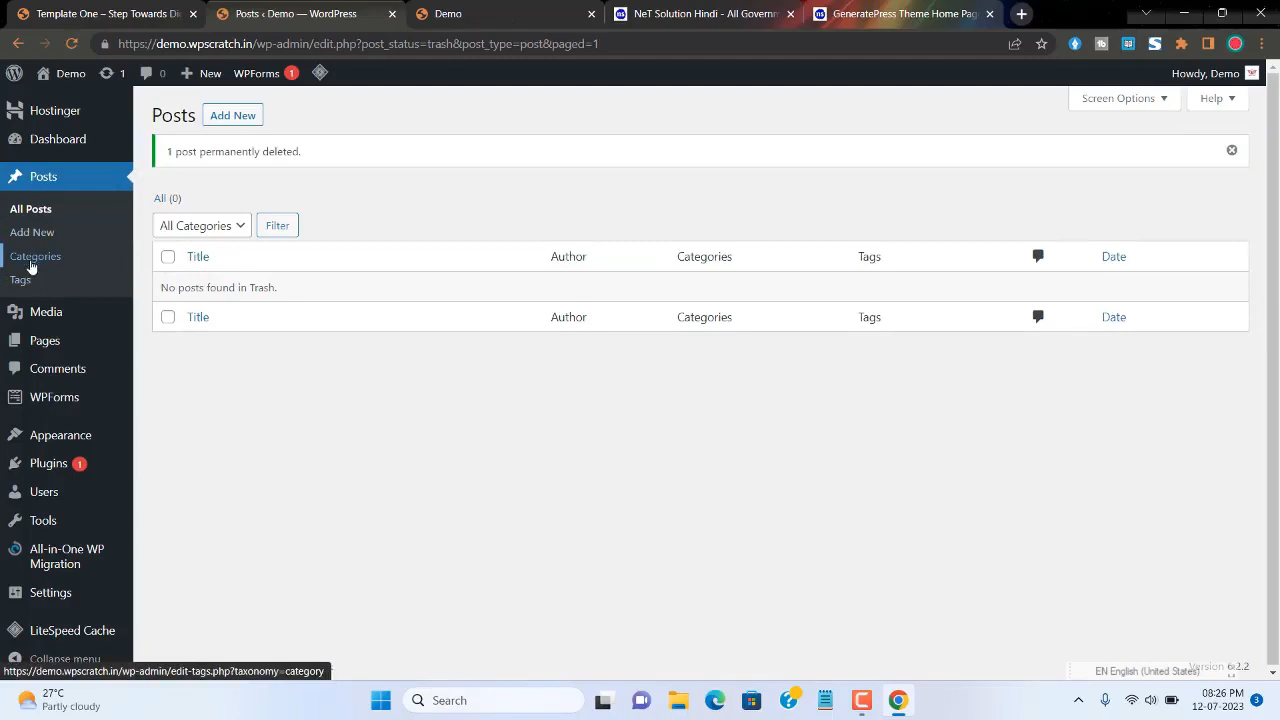 Template One – Step Towards Di
Posts ‹ Demo — WordPress
Demo
NeT Solution Hindi - All Governm
GeneratePress Theme Home Pag
https://demo.wpscratch.in/wp-admin/edit.php?post_status=trash&post_type=post&paged=1
Demo
1
0
New
WPForms
1
Howdy, Demo
Hostinger
Dashboard
Posts
All Posts
Add New
Categories
Tags
Media
Pages
Comments
WPForms
Appearance
Plugins 1
Users
Tools
All-in-One WP
Migration
Settings
LiteSpeed Cache
Collapse menu
Posts
Add New
Screen Options
Help
1 post permanently deleted.
All (0)
All Categories
Filter
Title
Author
Categories
Tags
Date
No posts found in Trash.
Title
Author
Categories
Tags
Date
https://demo.wpscratch.in/wp-admin/edit-tags.php?taxonomy=category
EN English (United States)
Version 6.2.2
27°C
Partly cloudy
Search
08:26 PM
12-07-2023
3